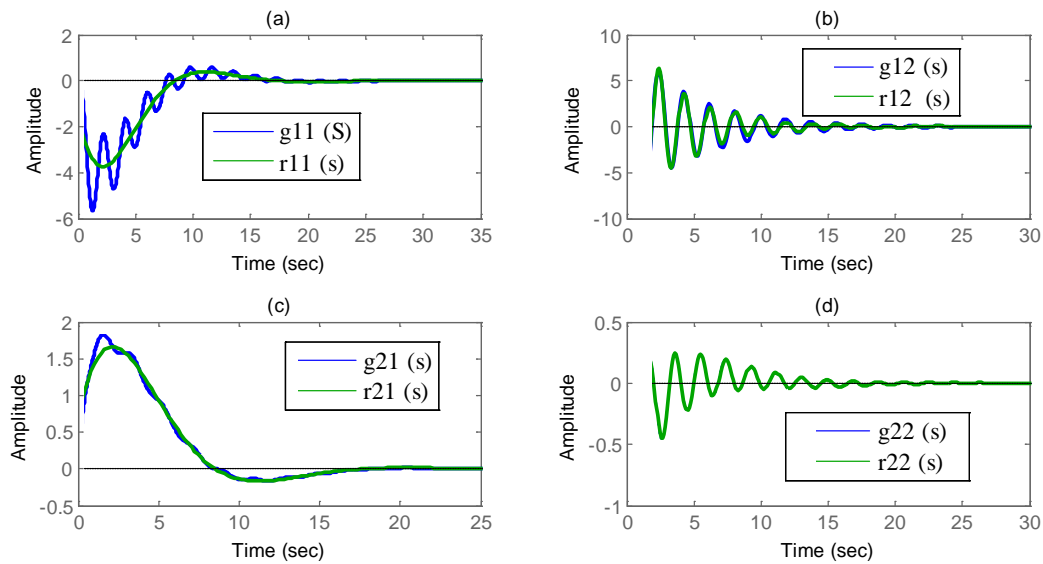 (a)
Amplitude
2
0
-2
-4
-6
g11 (S)
r11 (s)
0 5 10 15 20 25 30 35
Time (sec)
(b)
Amplitude
10
5
0
-5
-10
g12 (s)
r12 (s)
0 5 10 15 20 25 30
Time (sec)
(c)
Amplitude
2
1.5
1
0.5
0
-0.5
g21 (s)
r21 (s)
0 5 10 15 20 25
Time (sec)
(d)
Amplitude
0.5
0
-0.5
-1
g22 (s)
r22 (s)
0 5 10 15 20 25 30
Time (sec)